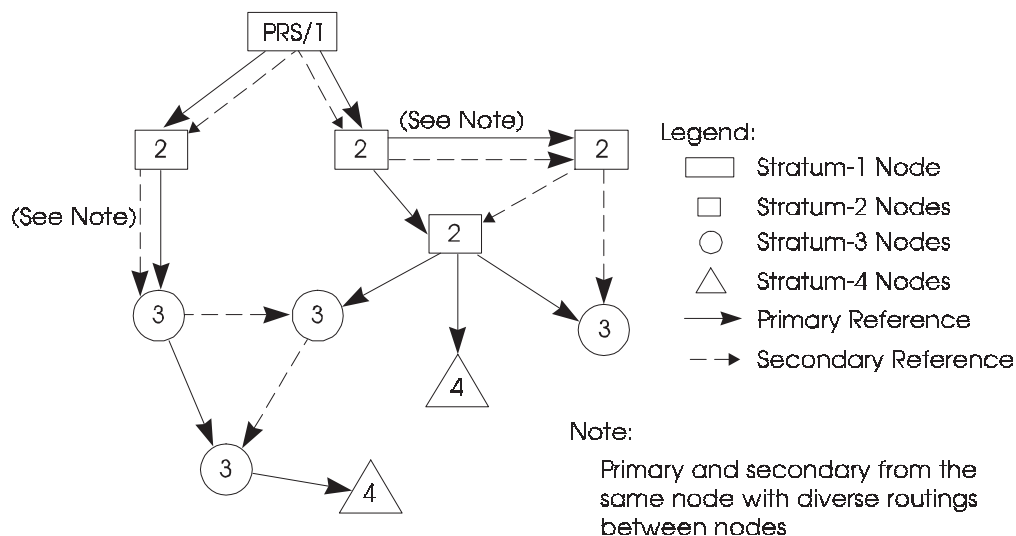 PRS/1
(See Note)
2
2
2
(See Note)
2
3
3
3
4
3
4
Legend:
Stratum-1 Node
Stratum-2 Nodes
Stratum-3 Nodes
Stratum-4 Nodes
Primary Reference
Secondary Reference
Note:
Primary and secondary from the
same node with diverse routings
between nodes